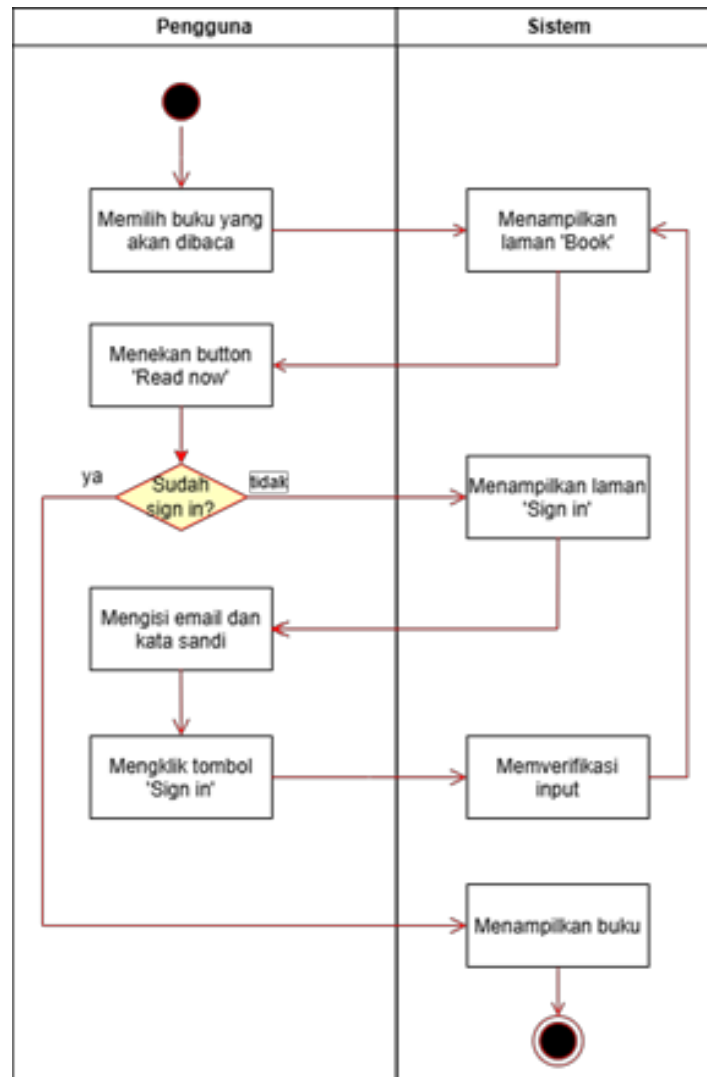 Pengguna
Sistem
Memilih buku yang
akan dibaca
Menampilkan
laman 'Book'
Menekan button
'Read now'
ya
Sudah
sign in?
tidak
Menampilkan laman
'Sign in'
Mengisi email dan
kata sandi
Mengklik tombol
'Sign in'
Memverifikasi
input
Menampilkan buku